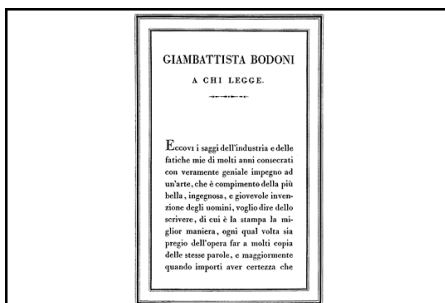 GIAMBATTISTA BODONI
A CHI LEGGE.
Eccovi i saggi dell'industria e delle
fatiche mie di molti anni consecrati
con veramente geniale impegno ad
un'arte, che è compimento della più
bella, ingegnosa, e giovevole inven-
zione degli uomini, voglio dire dello
scrivere, di cui è la stampa la mi-
glior maniera, ogni qual volta sia
pregio dell'opera far a molti copia
delle stesse parole, e maggiormente
quando importi aver certezza che